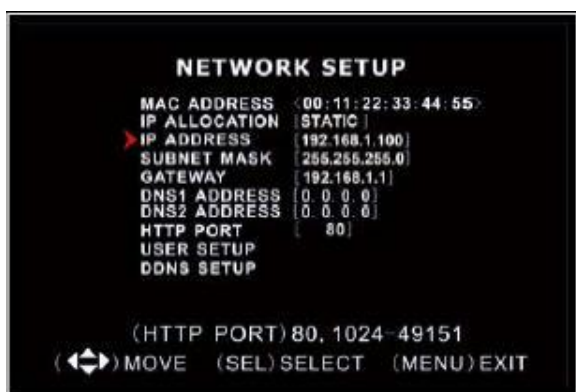 NETWORK SETUP
MAC ADDRESS <00:11:22:33:44:55>
IP ALLOCATION [STATIC ]
IP ADDRESS [192.168.1.100]
SUBNET MASK [255.255.255.0]
GATEWAY [192.168.1.1]
DNS1 ADDRESS [0. 0. 0. 0]
DNS2 ADDRESS [0. 0. 0. 0]
HTTP PORT [ 80]
USER SETUP
DDNS SETUP
(HTTP PORT) 80, 1024-49151
( ) MOVE (SEL) SELECT (MENU) EXIT